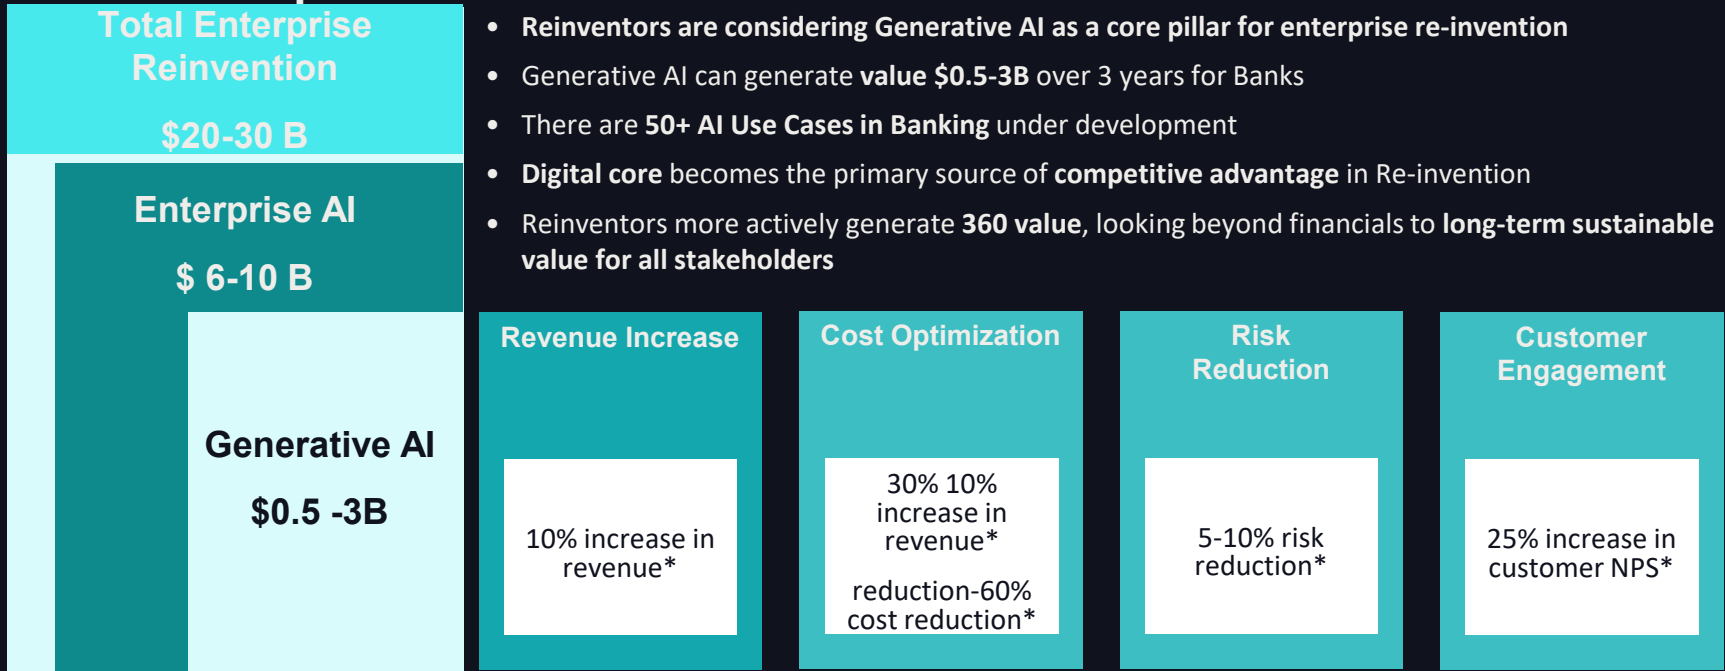 Total Enterprise
Reinvention
$20-30 B
Enterprise AI
$ 6-10 B
Generative AI
$0.5 -3B
• Reinventors are considering Generative AI as a core pillar for enterprise re-invention
• Generative AI can generate value $0.5-3B over 3 years for Banks
• There are 50+ AI Use Cases in Banking under development
• Digital core becomes the primary source of competitive advantage in Re-invention
• Reinventors more actively generate 360 value, looking beyond financials to long-term sustainable
value for all stakeholders
Revenue Increase
10% increase in
revenue*
Cost Optimization
30% 10%
increase in
revenue*
reduction-60%
cost reduction*
Risk
Reduction
5-10% risk
reduction*
Customer
Engagement
25% increase in
customer NPS*